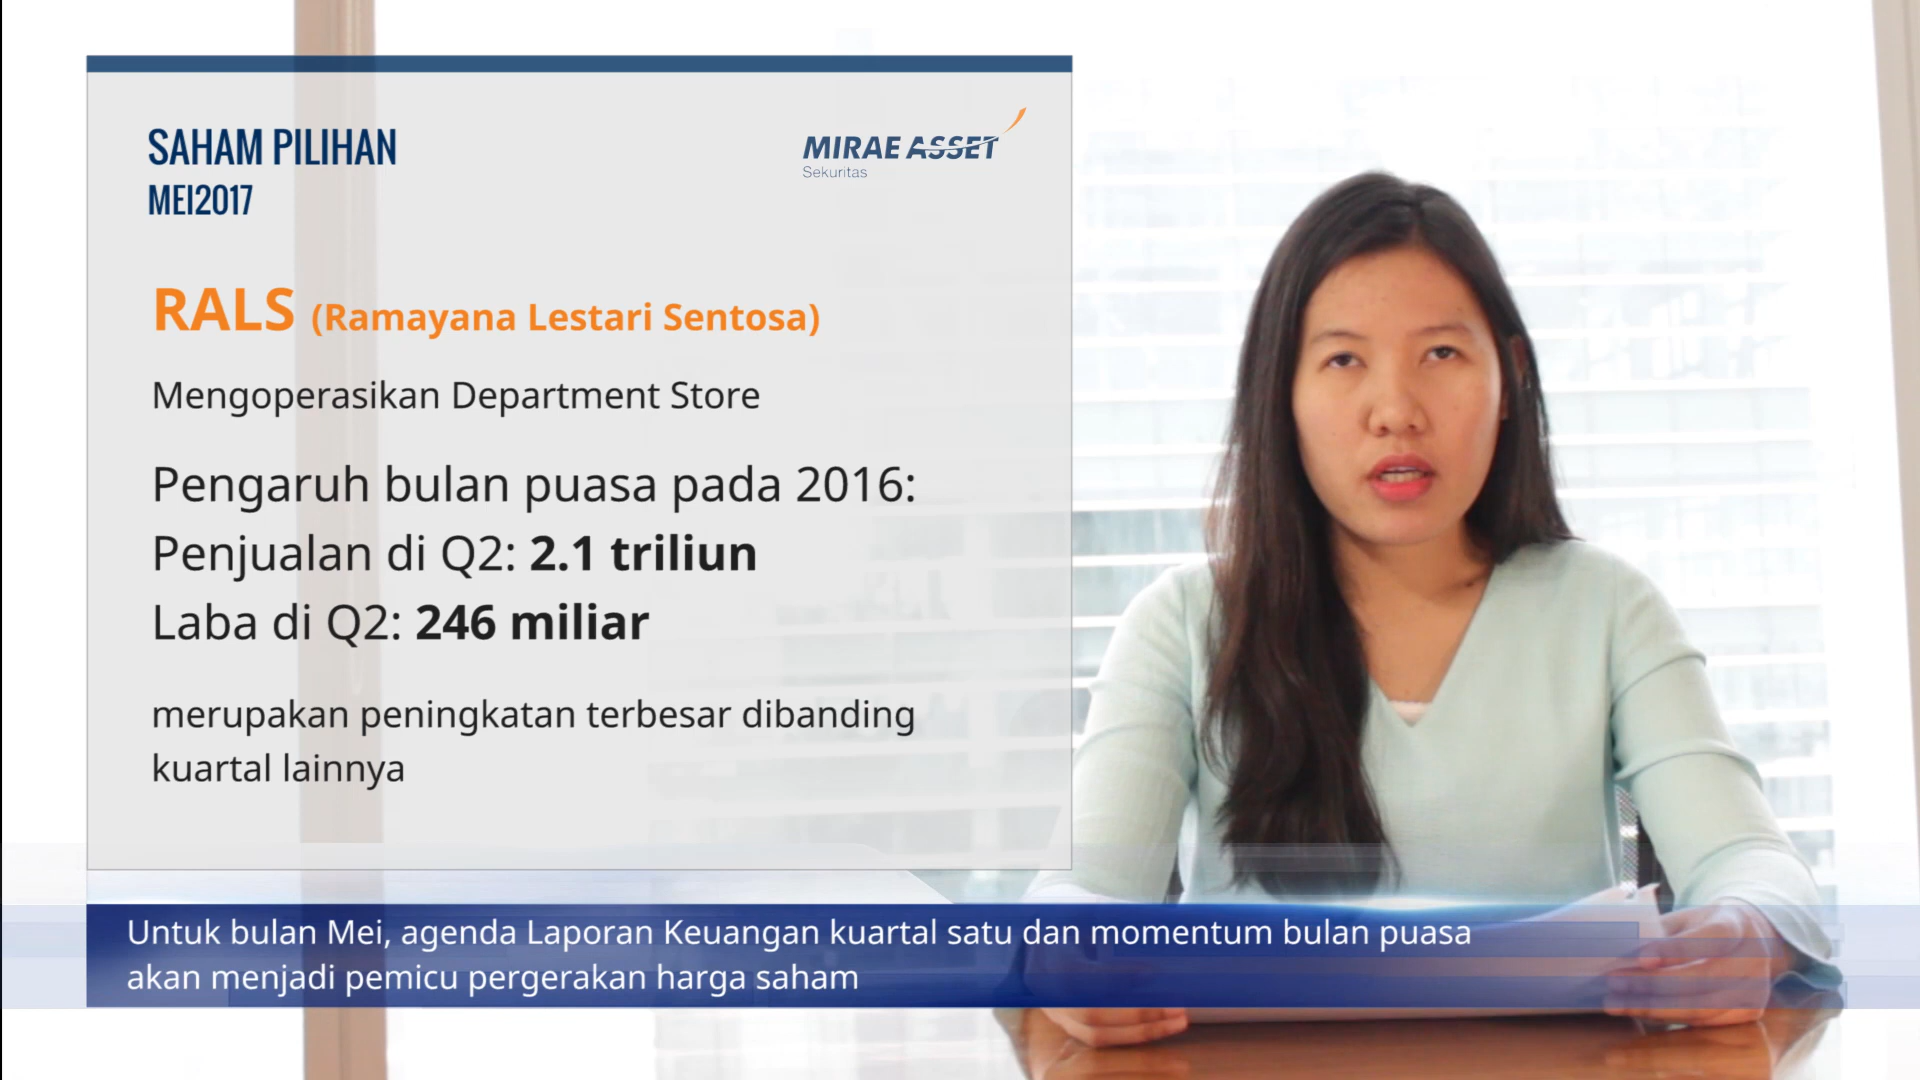 SAHAM PILIHAN
MEI2017
MIRAE ASSET
Sekuritas
RALS (Ramayana Lestari Sentosa)
Mengoperasikan Department Store
Pengaruh bulan puasa pada 2016:
Penjualan di Q2: 2.1 triliun
Laba di Q2: 246 miliar
merupakan peningkatan terbesar dibanding
kuartal lainnya
Untuk bulan Mei, agenda Laporan Keuangan kuartal satu dan momentum bulan puasa
akan menjadi pemicu pergerakan harga saham